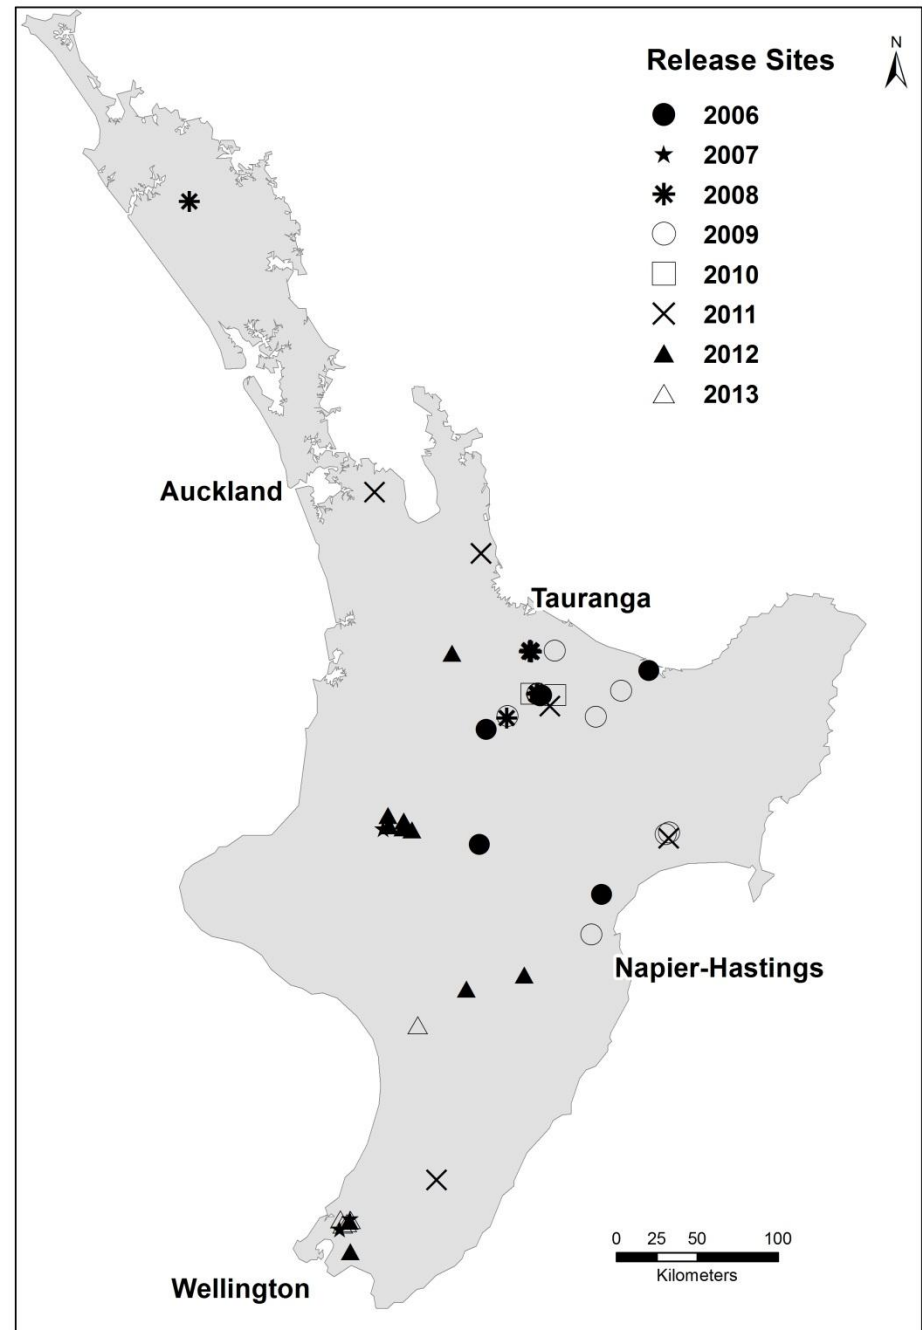 N
Release Sites
2006
2007
2008
2009
2010
2011
2012
2013
Auckland
Tauranga
Napier-Hastings
Wellington
0 25 50 100
Kilometers